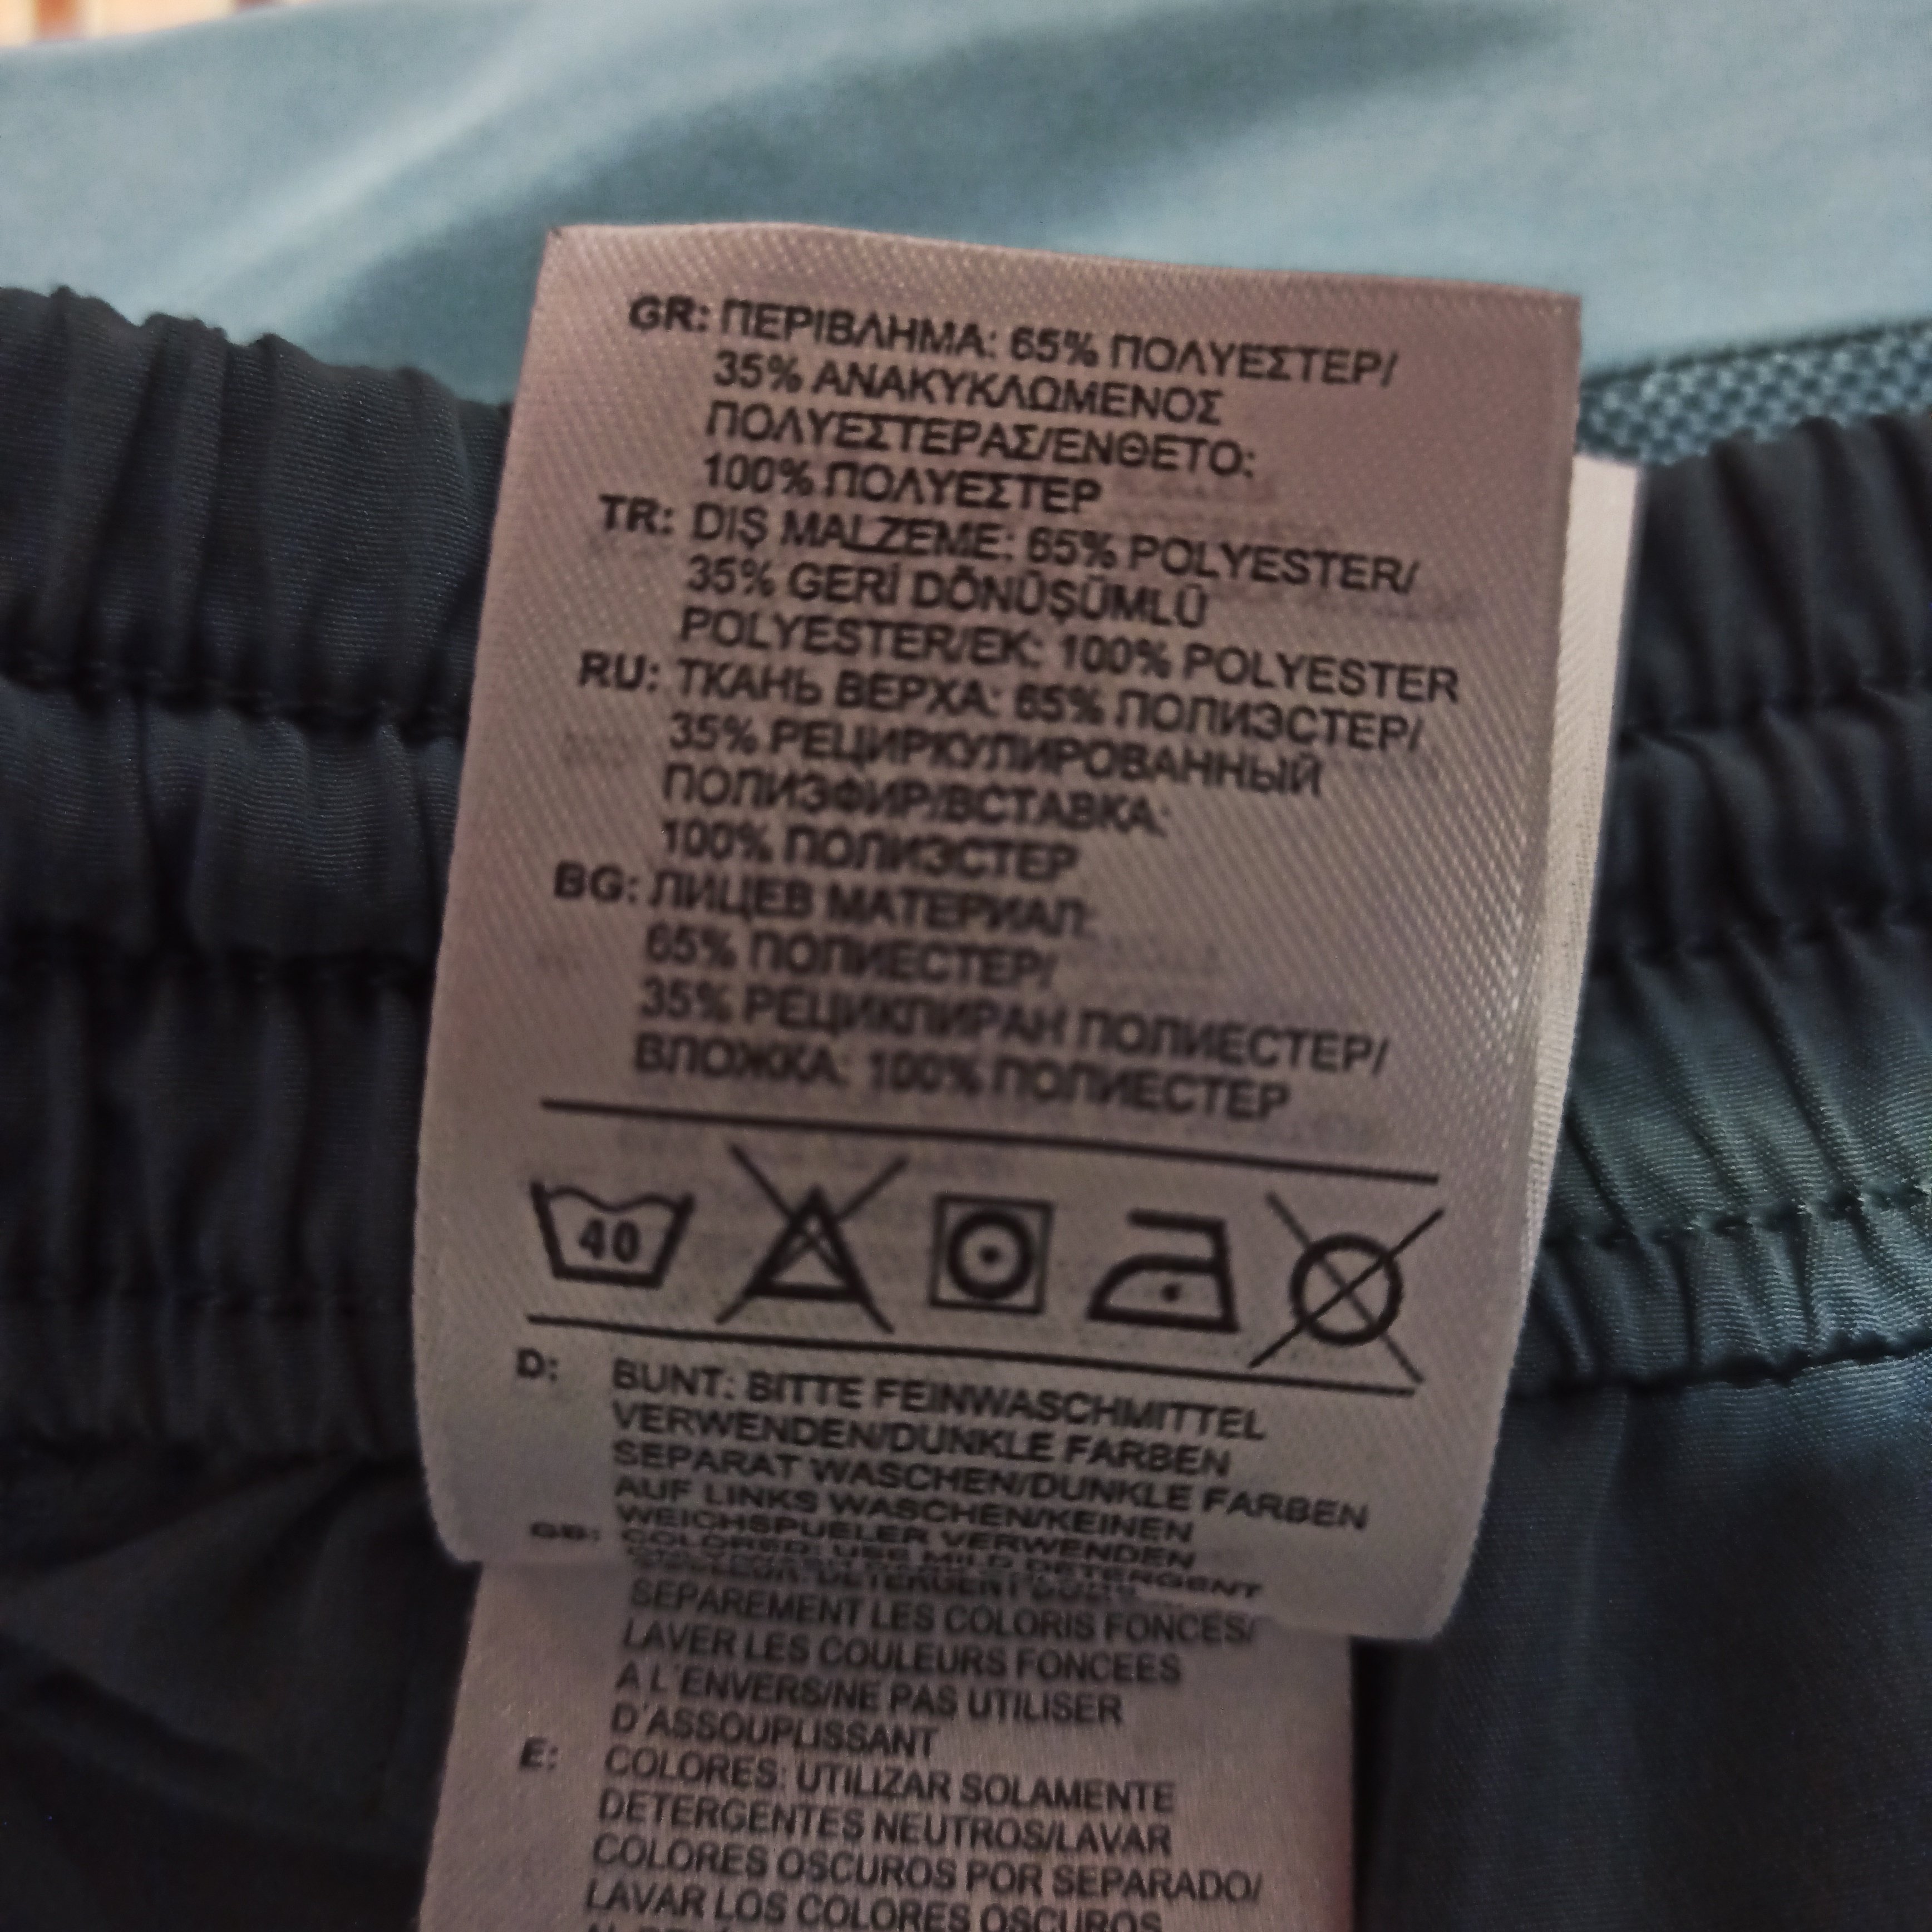 GR: ΠΕΡΙΒΛΗΜΑ: 65% ΠΟΛΥΕΣΤΕΡ/
35% ΑΝΑΚΥΚΛΩΜΕΝΟΣ
ΠΟΛΥΕΣΤΕΡΑΣ/ΕΝΘΕΤΟ:
100% ΠΟΛΥΕΣΤΕΡ
TR: DIŞ MALZEME: 65% POLYESTER/
35% GERİ DÖNÜŞÜMLÜ
POLYESTER/EK: 100% POLYESTER
RU: ТКАНЬ ВЕРХА: 65% ПОЛИЭСТЕР/
35% РЕЦИРКУЛИРОВАННЫЙ
ПОЛИЭФИР/ВСТАВКА:
100% ПОЛИЭСТЕР
BG: ЛИЦЕВ МАТЕРИАЛ:
65% ПОЛИЕСТЕР/
35% РЕЦИКЛИРАН ПОЛИЕСТЕР/
ВЛОЖКА: 100% ПОЛИЕСТЕР
40
D: BUNT: BITTE FEINWASCHMITTEL
VERWENDEN/DUNKLE FARBEN
SEPARAT WASCHEN/DUNKLE FARBEN
AUF LINKS WASCHEN/KEINEN
WEICHSPUELER VERWENDEN
GB: COLORED: USE MILD DETERGENT
SEPAREMENT LES COLORIS FONCES/
LAVER LES COULEURS FONCEES
A L'ENVERS/NE PAS UTILISER
D'ASSOUPLISSANT
E: COLORES: UTILIZAR SOLAMENTE
DETERGENTES NEUTROS/LAVAR
COLORES OSCUROS POR SEPARADO/
LAVAR LOS COLORES OSCUROS